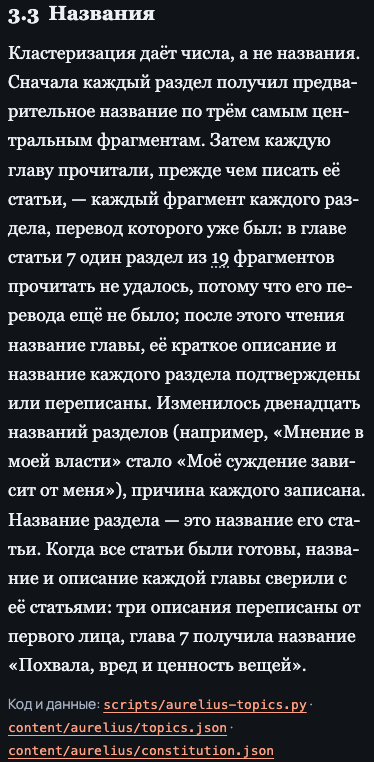 3.3 Названия
Кластеризация даёт числа, а не названия.
Сначала каждый раздел получил предва-
рительное название по трём самым цен-
тральным фрагментам. Затем каждую
главу прочитали, прежде чем писать её
статьи, — каждый фрагмент каждого раз-
дела, перевод которого уже был: в главе
статьи 7 один раздел из 19 фрагментов
прочитать не удалось, потому что его пе-
ревода ещё не было; после этого чтения
название главы, её краткое описание и
название каждого раздела подтверждены
или переписаны. Изменилось двенадцать
названий разделов (например, «Мнение в
моей власти» стало «Моё суждение зави-
сит от меня»), причина каждого записана.
Название раздела — это название его ста-
тьи. Когда все статьи были готовы, назва-
ние и описание каждой главы сверили с
её статьями: три описания переписаны от
первого лица, глава 7 получила название
«Похвала, вред и ценность вещей».
Код и данные: scripts/aurelius-topics.py ·
content/aurelius/topics.json ·
content/aurelius/constitution.json